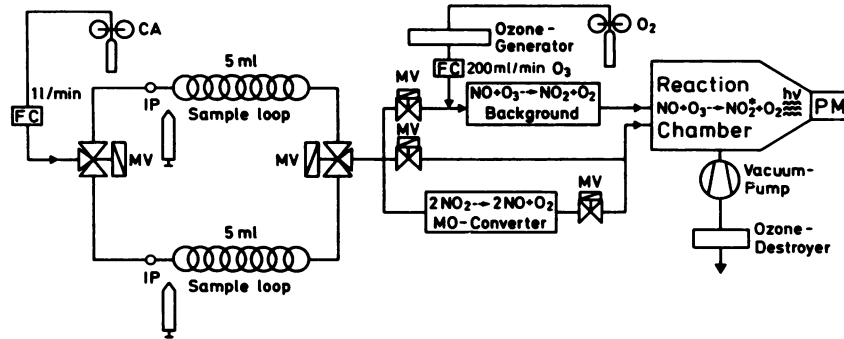 CA
1l/min
FC
IP
5 ml
Sample loop
MV
MV
IP
5 ml
Sample loop
Ozone-
Generator
O₂
FC
200ml/min O₃
MV
NO+O₃→NO₂+O₂
Background
MV
2NO₂→2NO+O₂
MO-Converter
MV
Reaction
NO+O₃→NO₂*+O₂
hν
Chamber
PM
Vacuum-
Pump
Ozone-
Destroyer